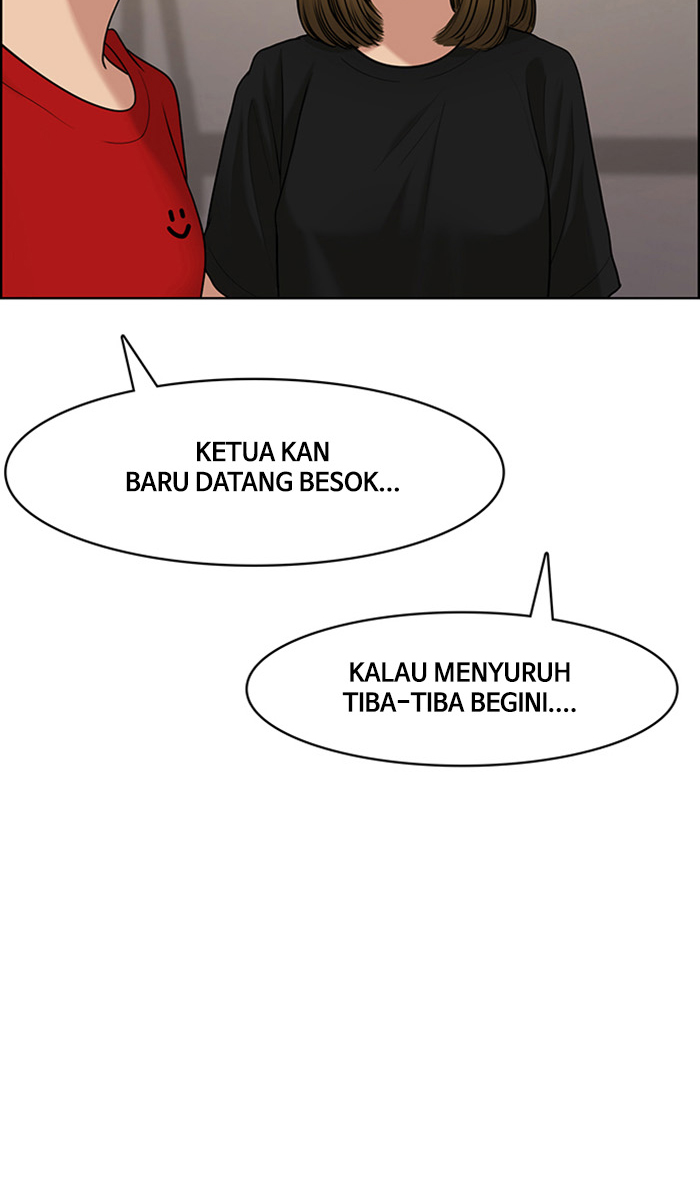 KETUA KAN
BARU DATANG BESOK...
KALAU MENYURUH
TIBA-TIBA BEGINI....